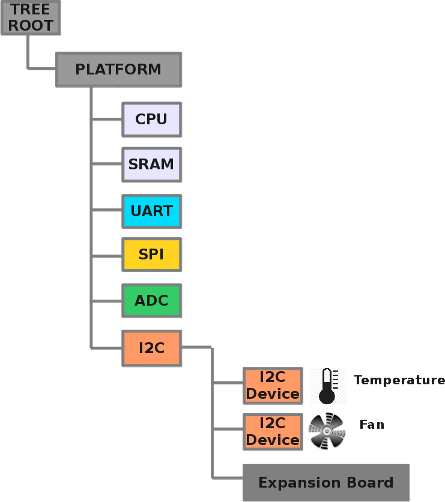 TREE
ROOT
PLATFORM
CPU
SRAM
UART
SPI
ADC
I2C
I2C
Device
Temperature
I2C
Device
Fan
Expansion Board